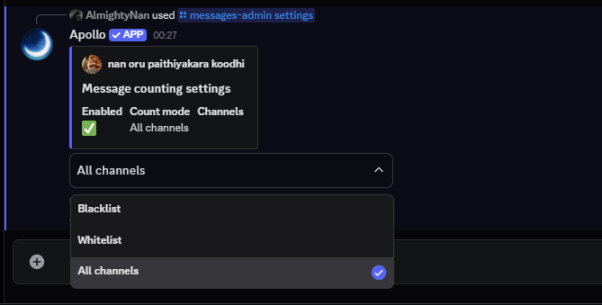 AlmightyNan used messages-admin settings
Apollo ✓ APP 00:27
nan oru paithiyakara koodhi
Message counting settings
Enabled Count mode Channels
✅ All channels
All channels
Blacklist
Whitelist
All channels